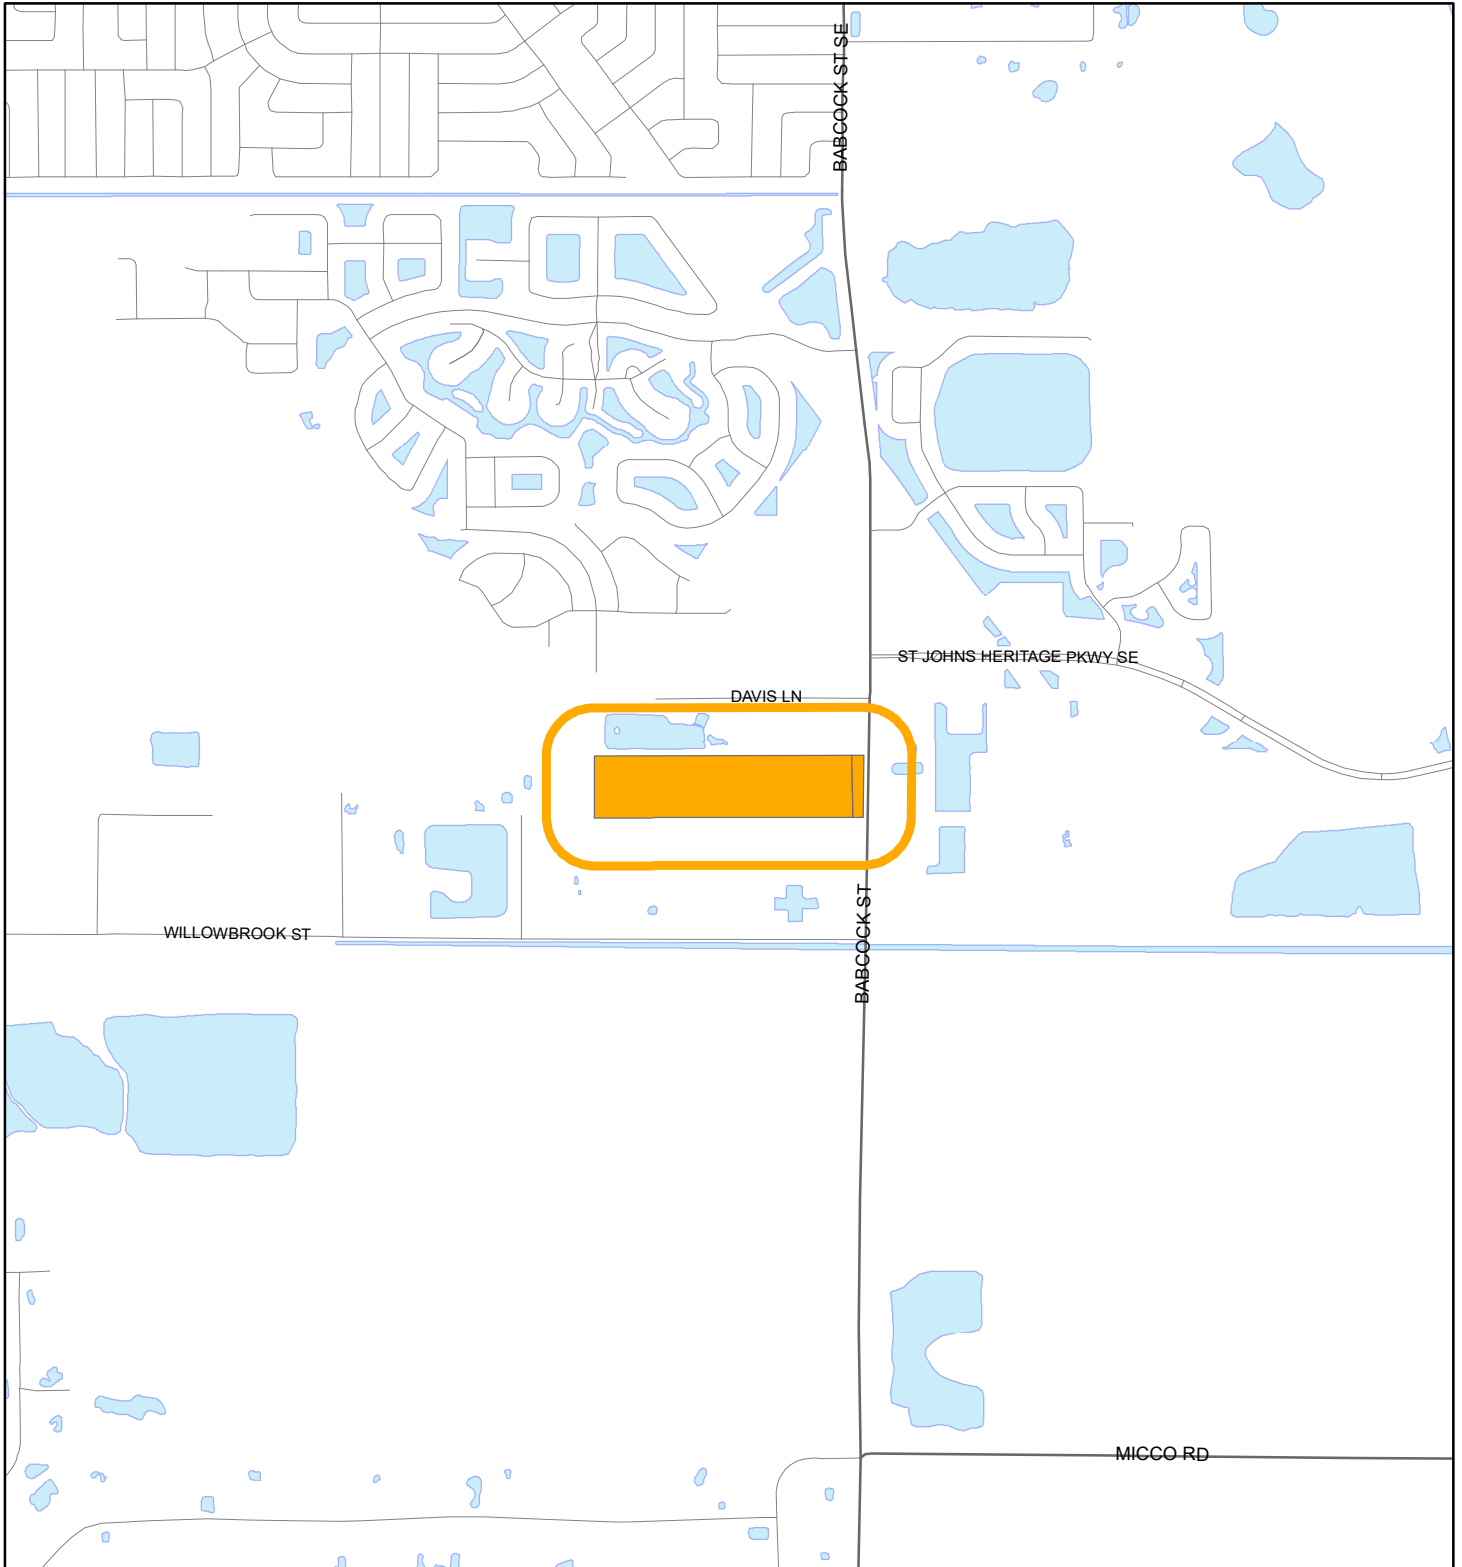 BABCOCK ST SE
ST JOHNS HERITAGE PKWY SE
DAVIS LN
BABCOCK ST
WILLOWBROOK ST
MICCO RD